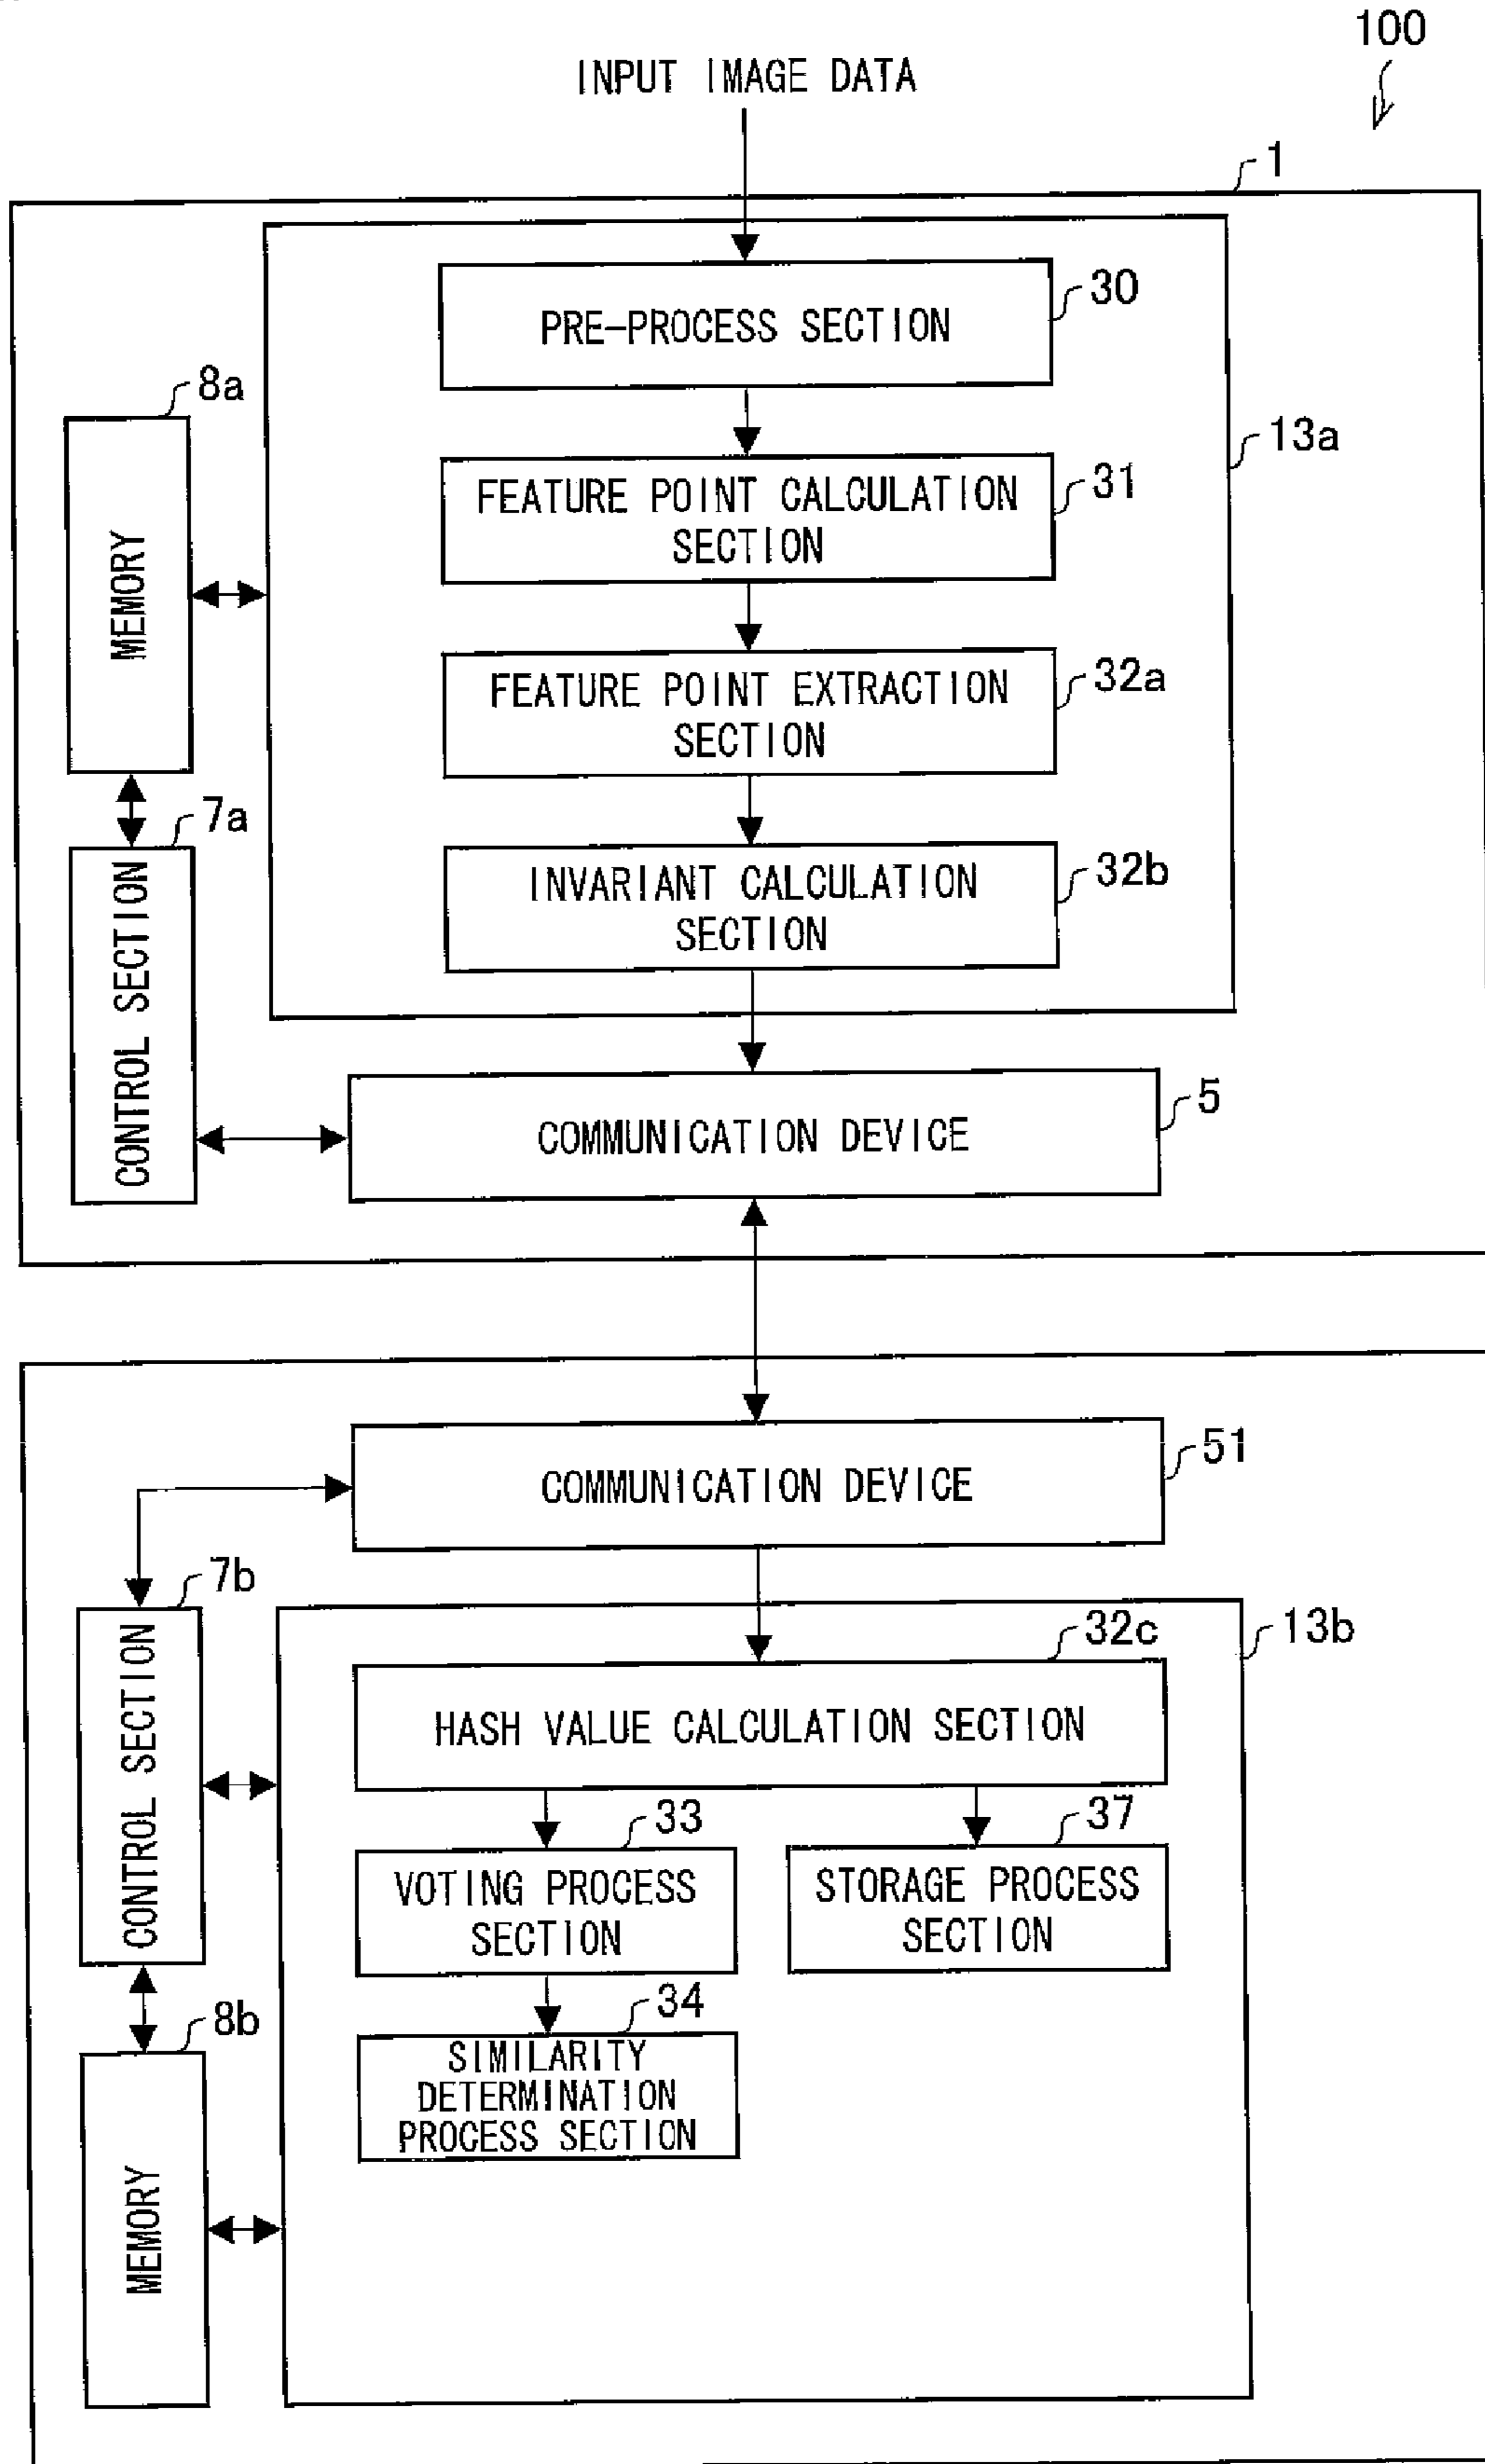 100
INPUT IMAGE DATA
1
30
PRE-PROCESS SECTION
8a
13a
31
FEATURE POINT CALCULATION
SECTION
MEMORY
32a
FEATURE POINT EXTRACTION
SECTION
7a
32b
INVARIANT CALCULATION
SECTION
CONTROL SECTION
5
COMMUNICATION DEVICE
51
COMMUNICATION DEVICE
7b
13b
32c
HASH VALUE CALCULATION SECTION
CONTROL SECTION
33
37
VOTING PROCESS
SECTION
STORAGE PROCESS
SECTION
34
8b
SIMILARITY
DETERMINATION
PROCESS SECTION
MEMORY